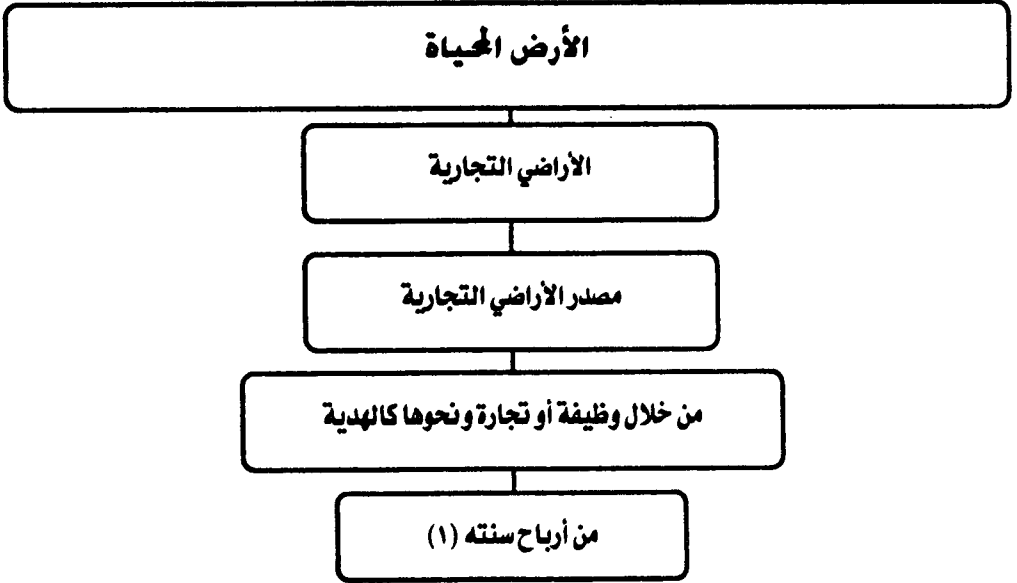 الأرض المحياة
الأراضي التجارية
مصدر الأراضي التجارية
من خلال وظيفة أو تجارة ونحوها كالهدية
من أرباح سنته (١)